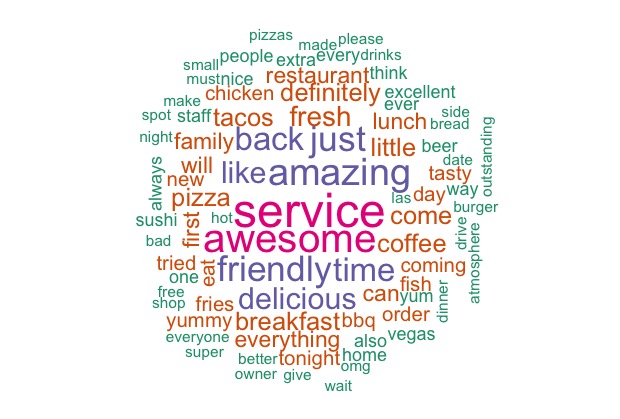 pizzas
made please
people extra every drinks
small restaurant think
must nice
chicken definitely excellent
make ever
spot staff tacos fresh lunch side
bread
night family back just little beer
outstanding
always will like amazing tasty date
new
pizza las day way
burger
sushi hot service come
first
bad awesome coffee drive
atmosphere
tried eat friendly time coming
one
free delicious can fish
yum dinner
shop fries
yummy breakfast bbq order
everyone everything also vegas
super better tonight home
omg
owner give
wait